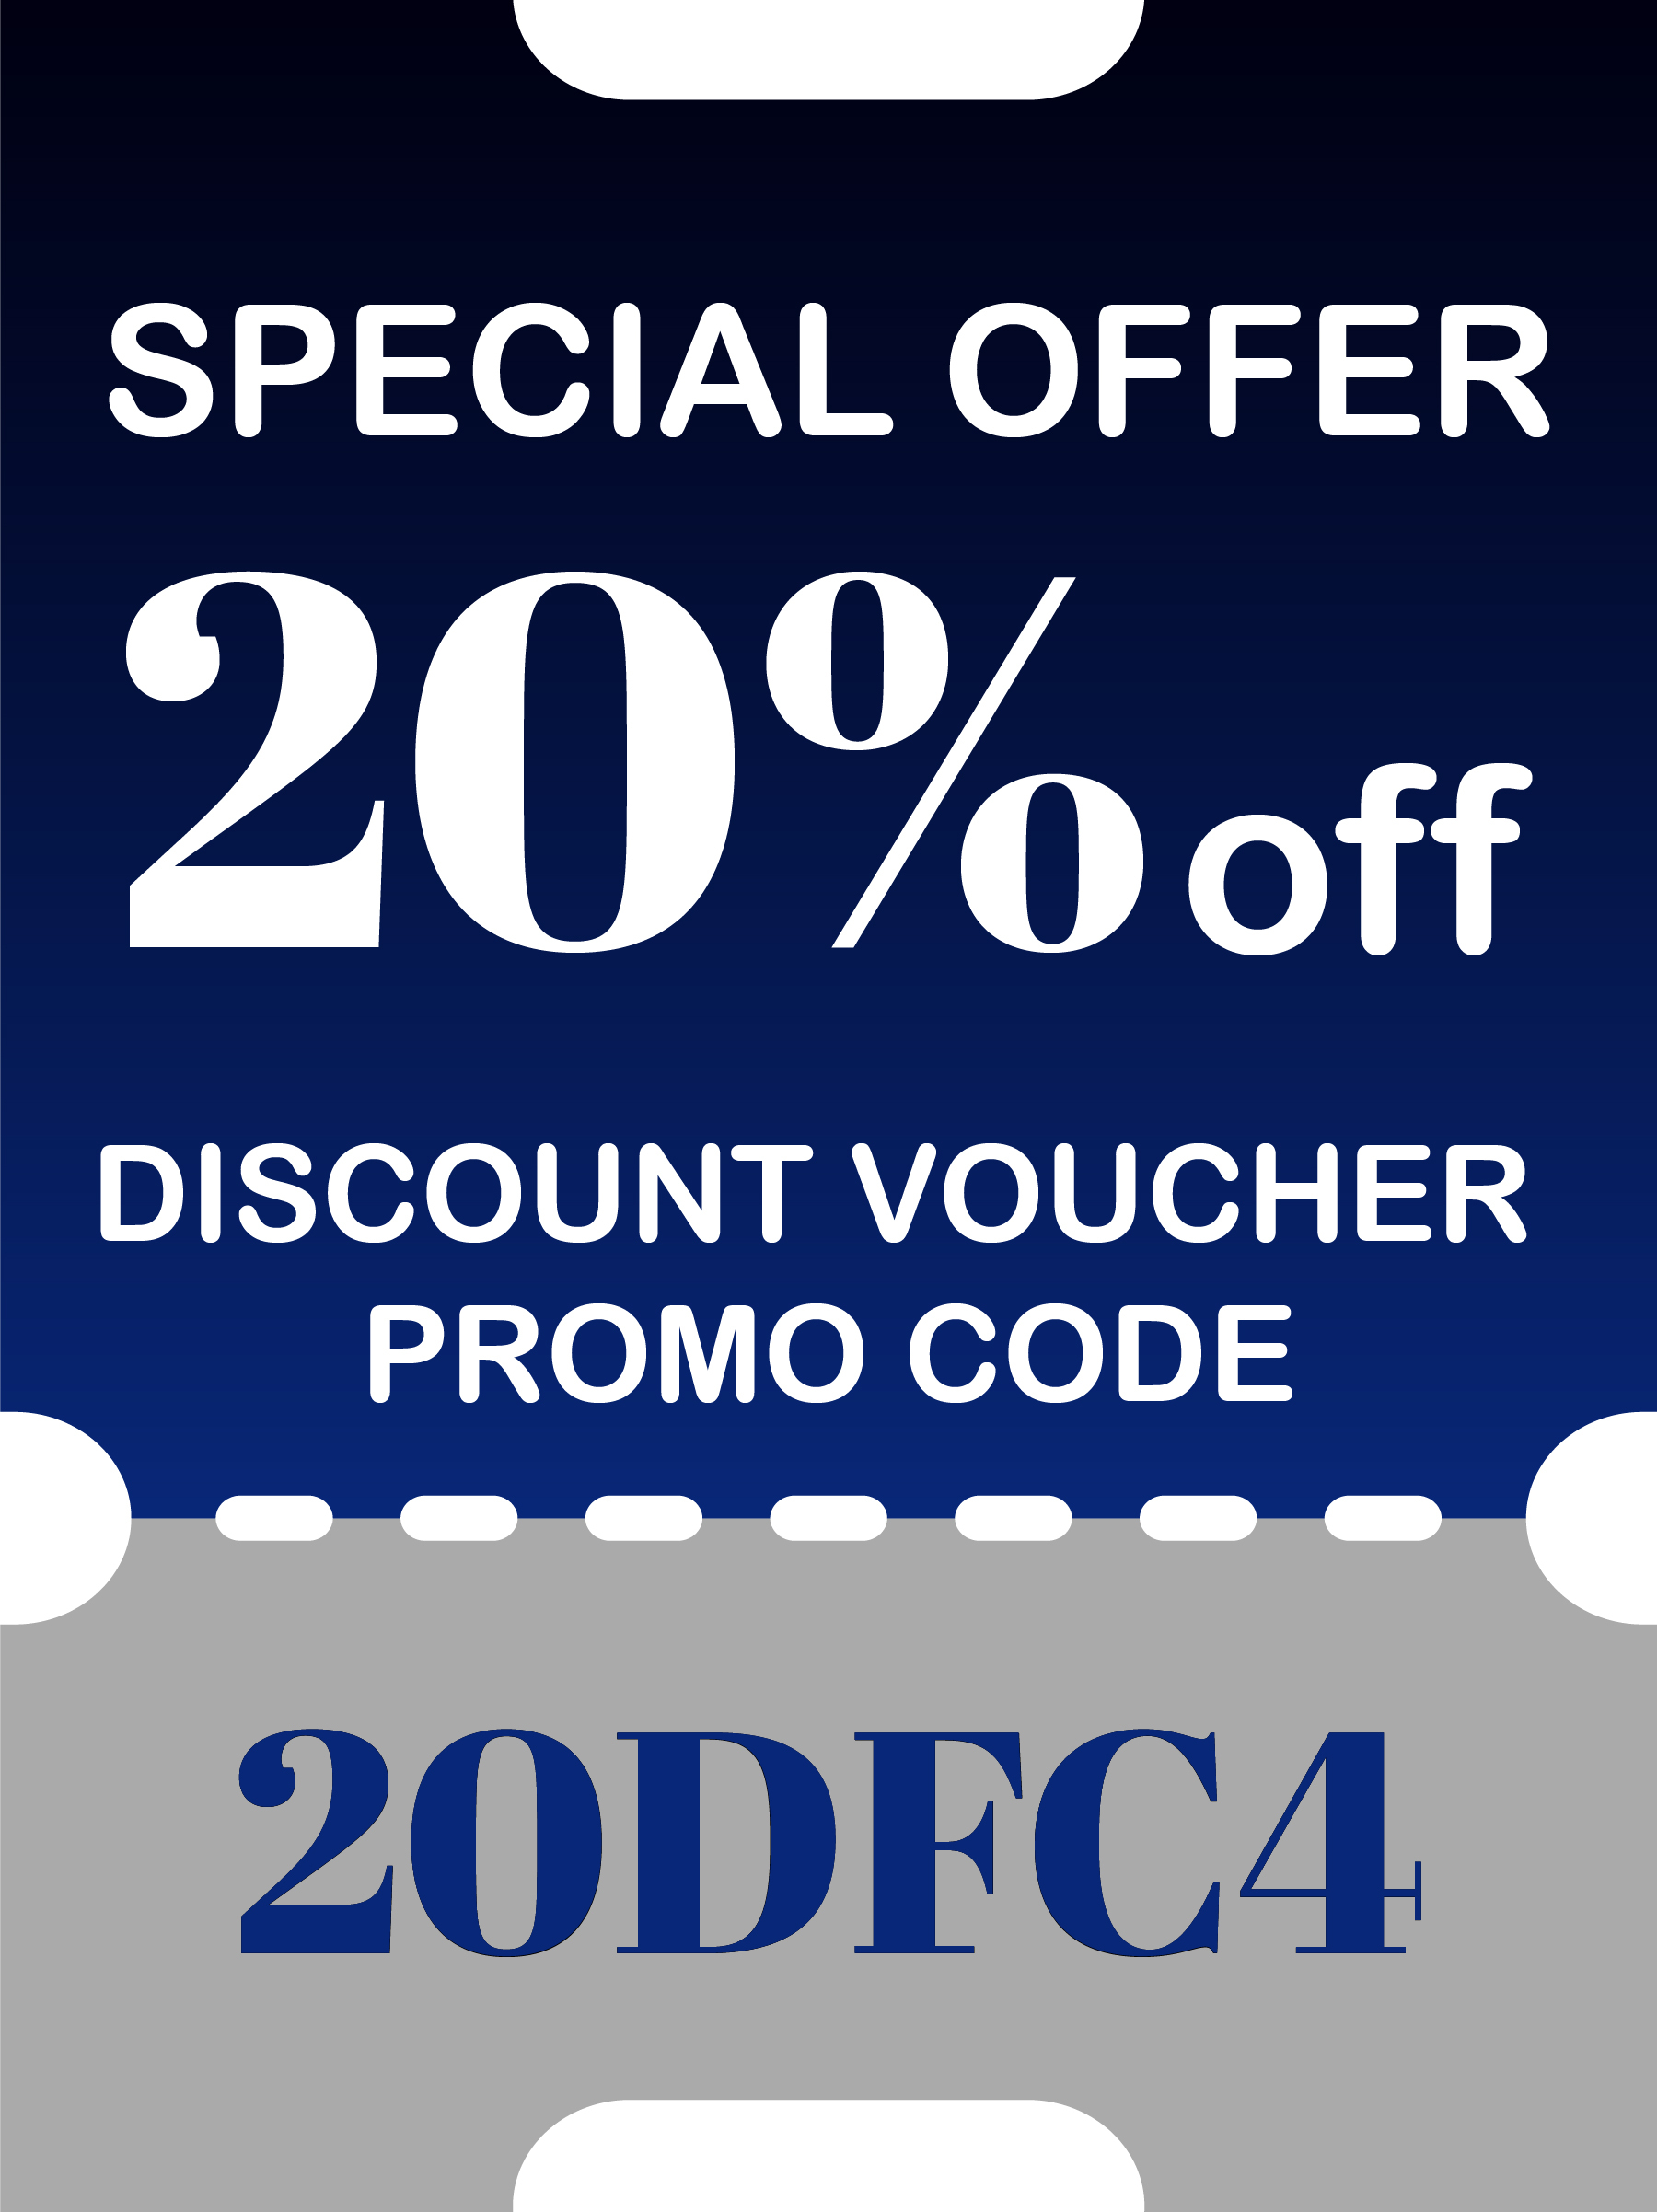 SPECIAL OFFER
20% off
DISCOUNT VOUCHER
PROMO CODE
20DFC4